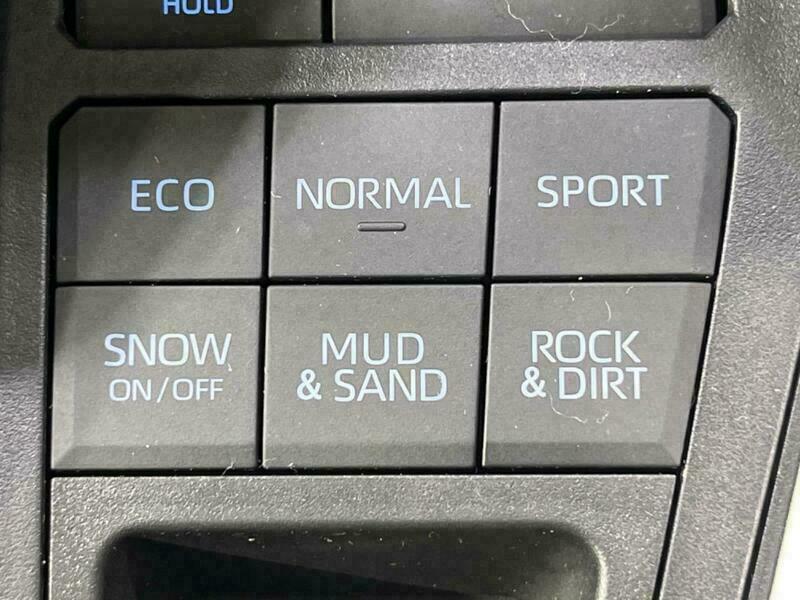 HOLD
ECO
NORMAL
SPORT
SNOW
ON/OFF
MUD
& SAND
ROCK
& DIRT